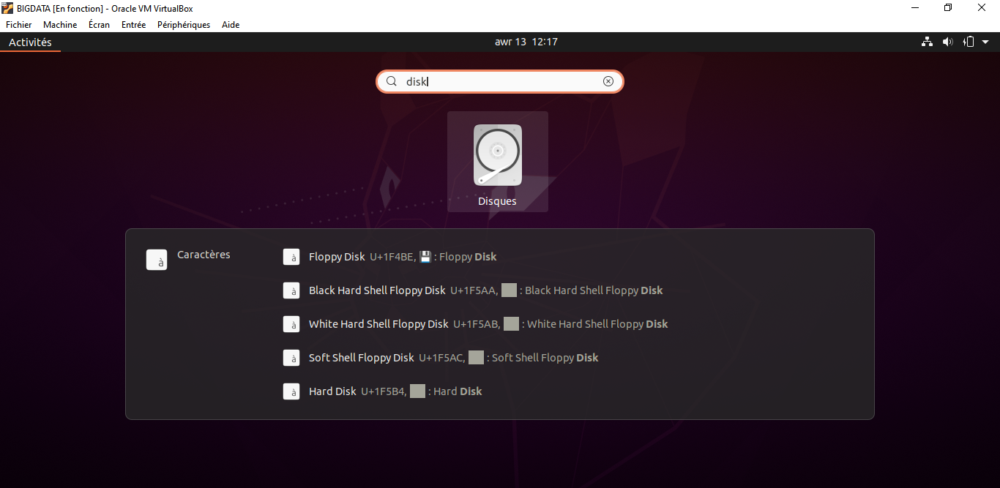 BIGDATA [En fonction] - Oracle VM VirtualBox
Fichier Machine Écran Entrée Périphériques Aide
Activités awr 13 12:17
disk
Disques
Caractères
à
à Floppy Disk U+1F4BE, 💾 : Floppy Disk
à Black Hard Shell Floppy Disk U+1F5AA, : Black Hard Shell Floppy Disk
à White Hard Shell Floppy Disk U+1F5AB, : White Hard Shell Floppy Disk
à Soft Shell Floppy Disk U+1F5AC, : Soft Shell Floppy Disk
à Hard Disk U+1F5B4, : Hard Disk